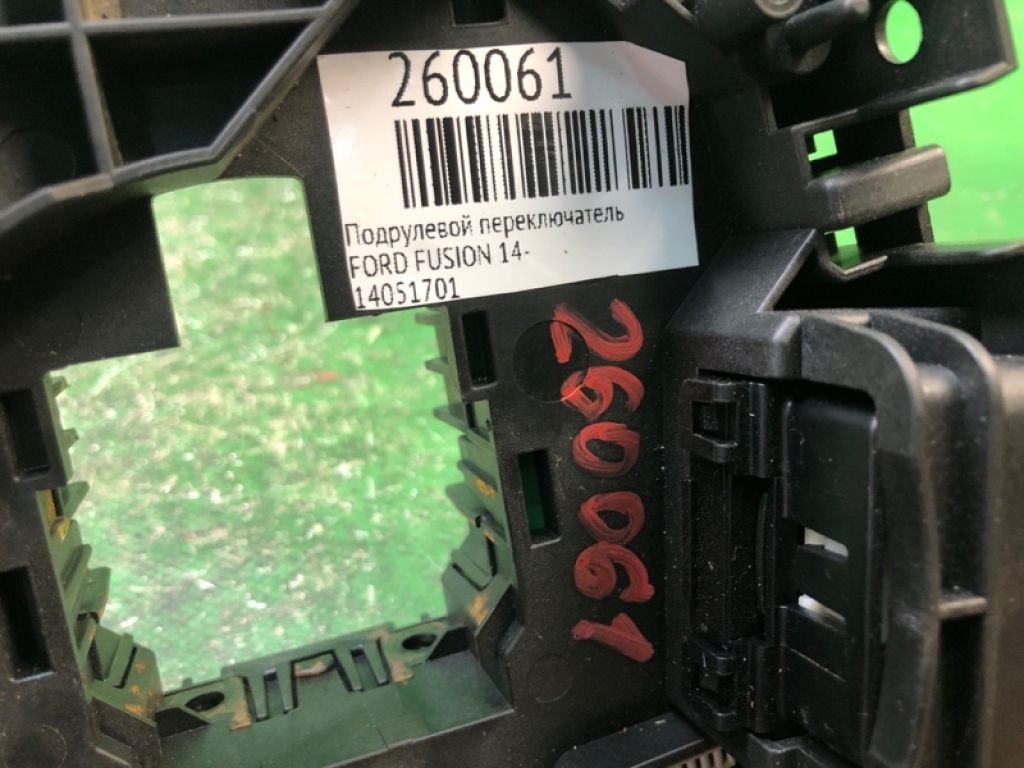 260061
Подрулевой переключатель
FORD FUSION 14-
14051701
260061